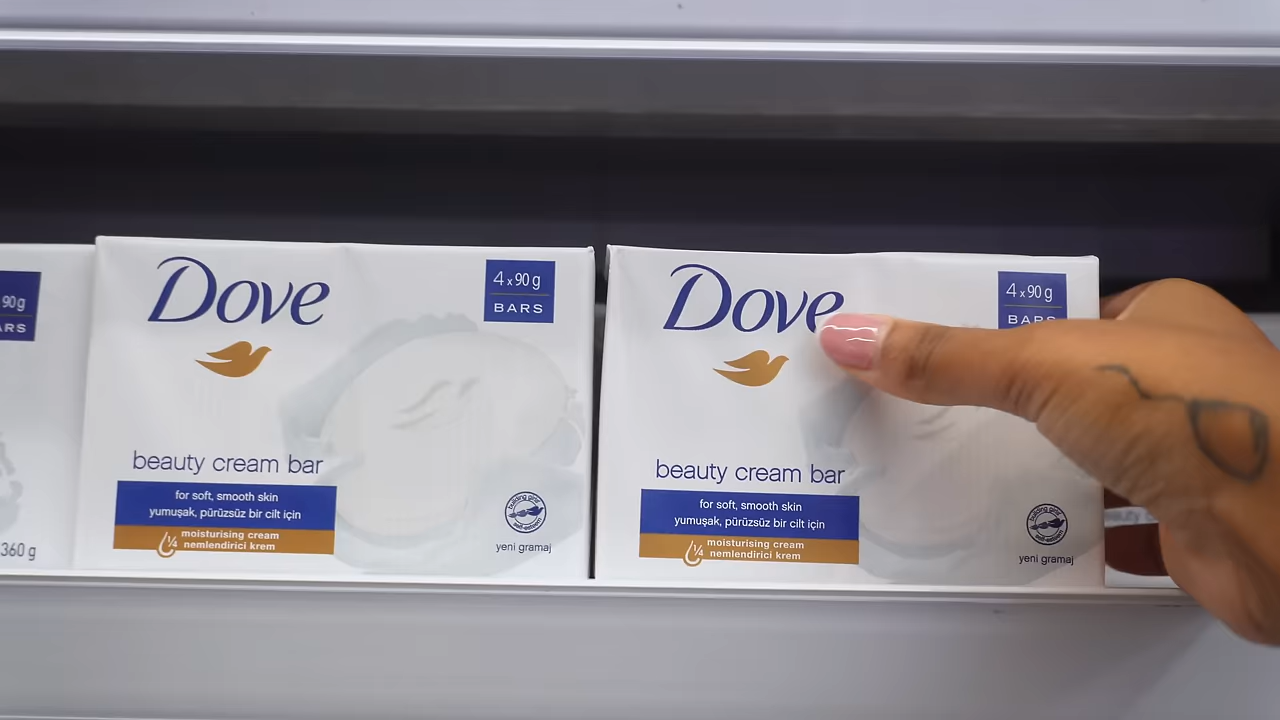 90g
ARS
360 g
Dove
4 x 90 g
BARS
beauty cream bar
for soft, smooth skin
yumuşak, pürüzsüz bir cilt için
1/4 moisturising cream
nemlendirici krem
yeni gramaj
Dove
4 x 90 g
BARS
beauty cream bar
for soft, smooth skin
yumuşak, pürüzsüz bir cilt için
1/4 moisturising cream
nemlendirici krem
yeni gramaj